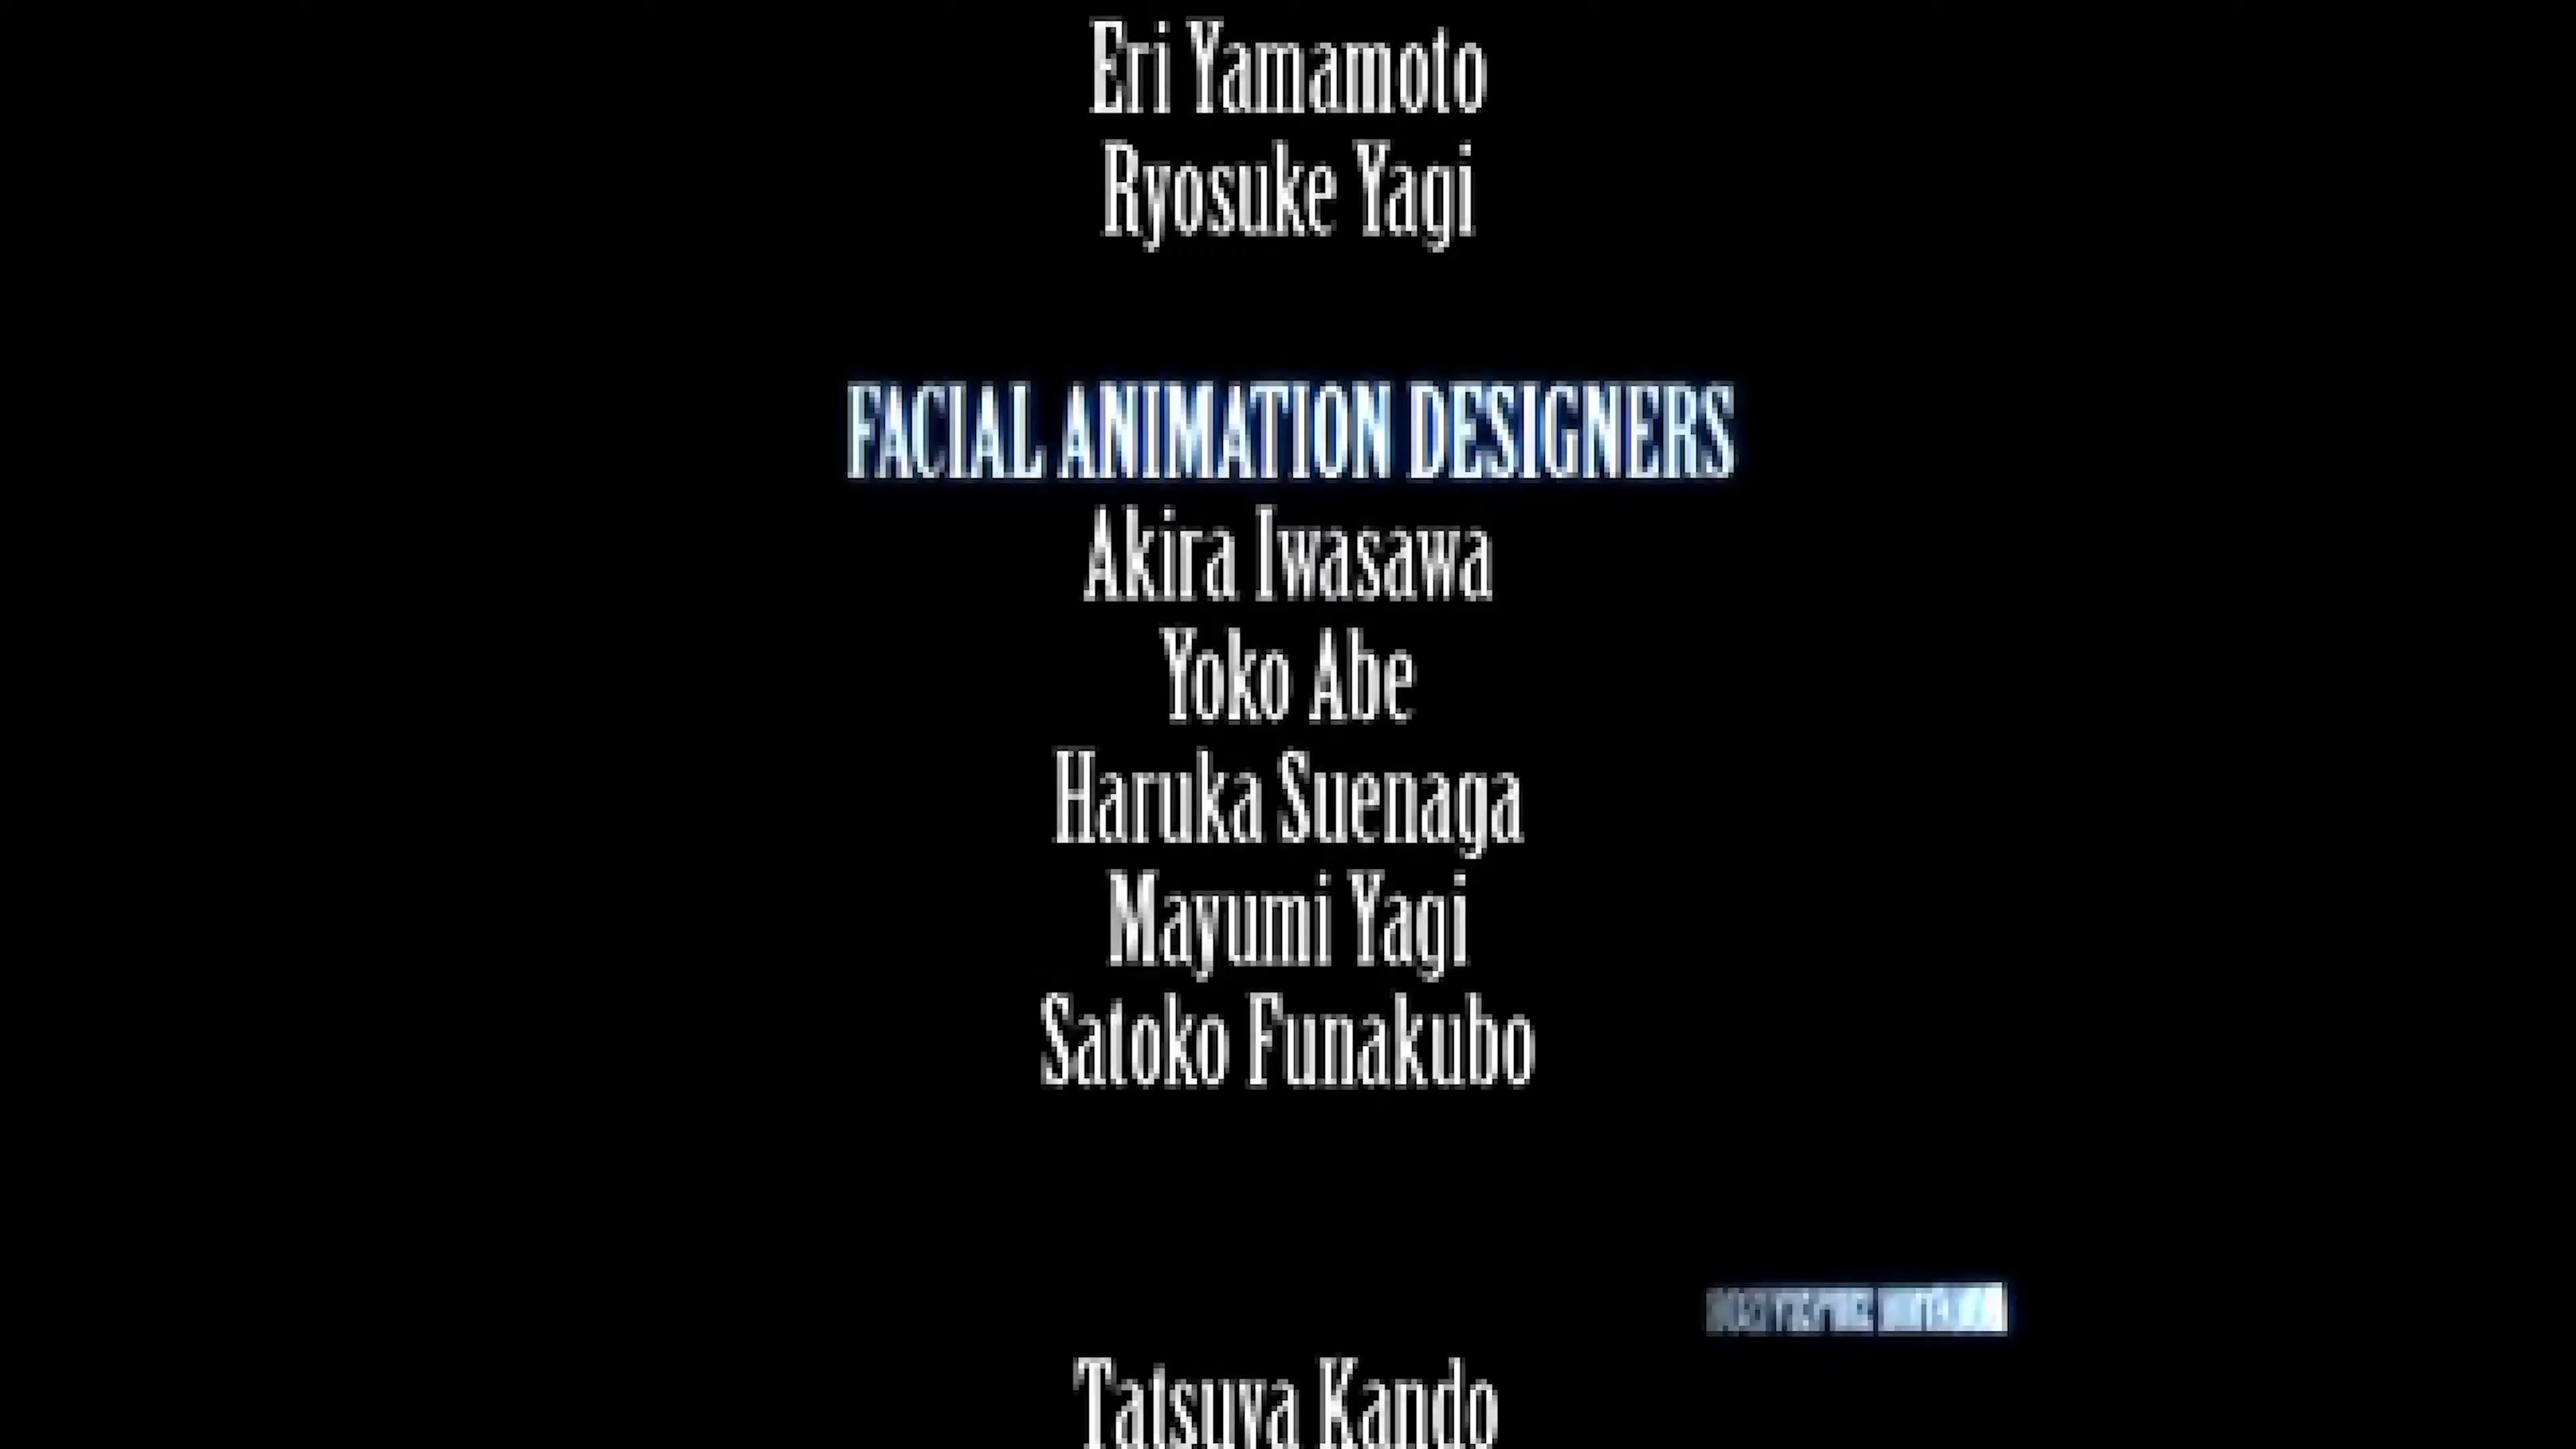 Eri Yamamoto
Ryosuke Yagi
FACIAL ANIMATION DESIGNERS
Akira Iwasawa
Yoko Abe
Haruka Suenaga
Mayumi Yagi
Satoko Funakubo
Tatsuya Kando